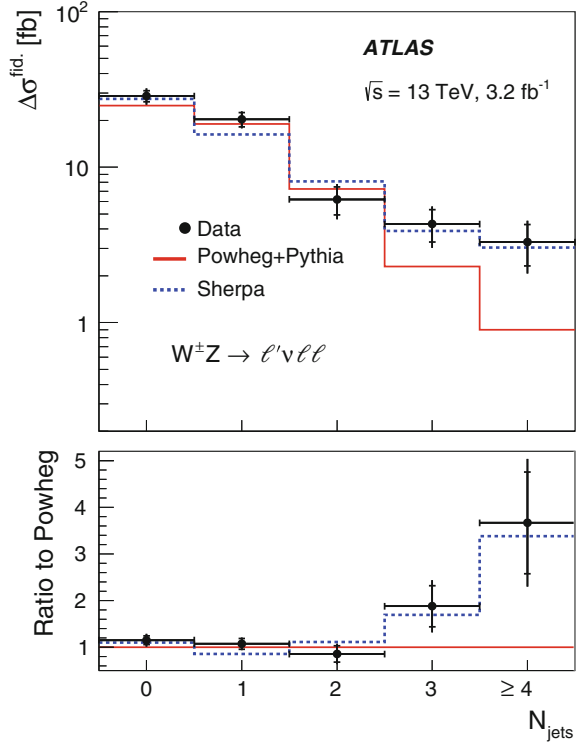 Δσ^fid. [fb]
10²
10
1
ATLAS
√s = 13 TeV, 3.2 fb⁻¹
Data
Powheg+Pythia
Sherpa
W±Z → ℓ′νℓℓ
Ratio to Powheg
5
4
3
2
1
0 1 2 3 ≥ 4
N_jets